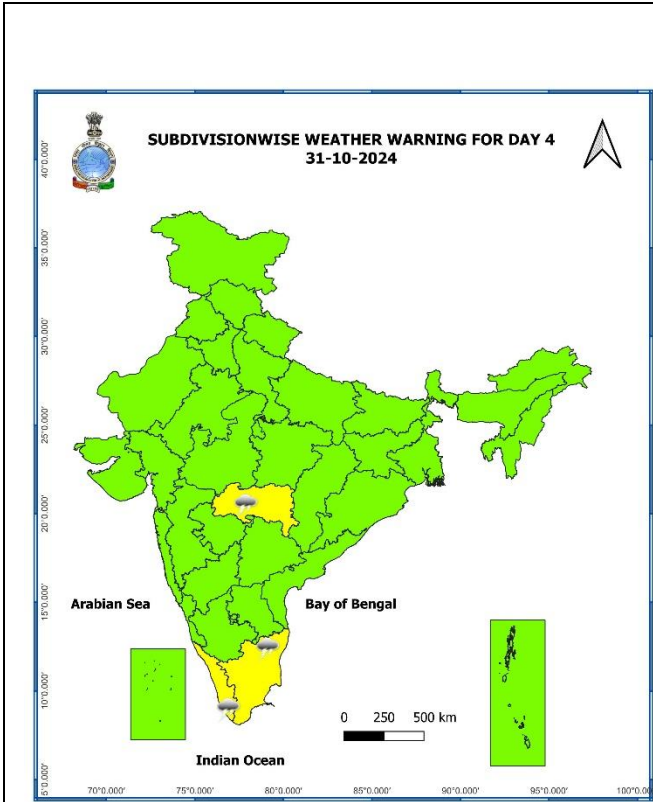 SUBDIVISIONWISE WEATHER WARNING FOR DAY 4
31-10-2024
40°0.000'
35°0.000'
30°0.000'
25°0.000'
20°0.000'
15°0.000'
10°0.000'
5°0.000'
Arabian Sea
Bay of Bengal
0 250 500 km
Indian Ocean
70°0.000' 75°0.000' 80°0.000' 85°0.000' 90°0.000' 95°0.000' 100°0.000'